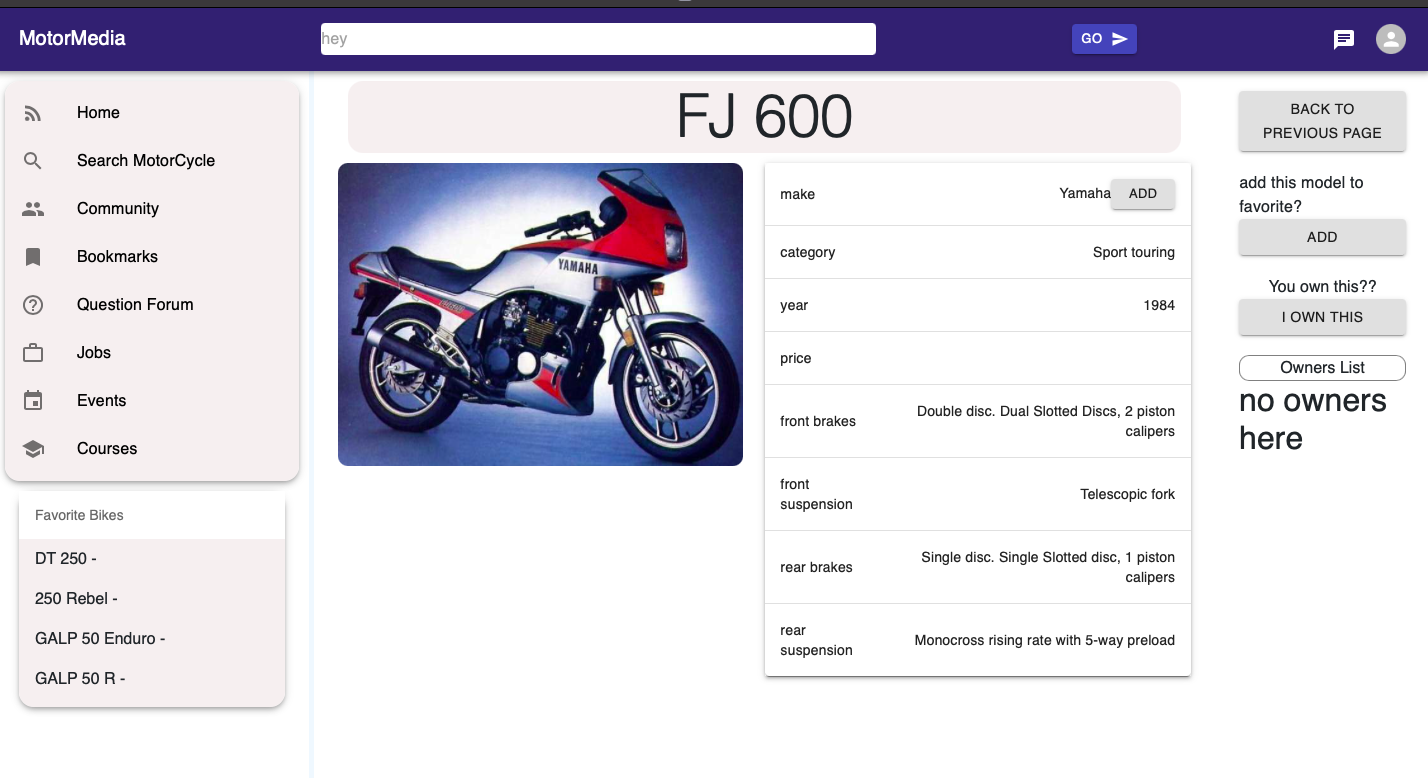 MotorMedia
hey
GO
Home
Search MotorCycle
Community
Bookmarks
Question Forum
Jobs
Events
Courses
Favorite Bikes
DT 250 -
250 Rebel -
GALP 50 Enduro -
GALP 50 R -
FJ 600
YAMAHA
make
Yamaha ADD
category
Sport touring
year
1984
price
front brakes
Double disc. Dual Slotted Discs, 2 piston
calipers
front
suspension
Telescopic fork
rear brakes
Single disc. Single Slotted disc, 1 piston
calipers
rear
suspension
Monocross rising rate with 5-way preload
BACK TO
PREVIOUS PAGE
add this model to
favorite?
ADD
You own this??
I OWN THIS
Owners List
no owners
here